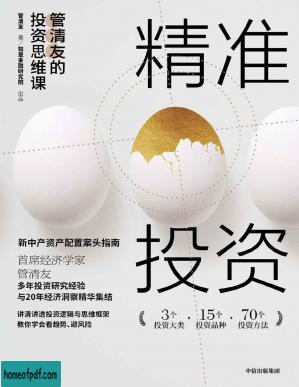 管清友的
投资思维课
管清友 著/如是金融研究院 出品
精准
投资
新中产资产配置案头指南
首席经济学家
管清友
多年投资研究经验
与20年经济洞察精华集结
讲清讲透投资逻辑与思维框架
教你学会看趋势、避风险
3个 · 15个 · 70个
投资大类 投资品种 投资方法
homeofpdf.com
中信出版集团